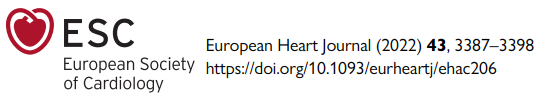 ESC
European Society
of Cardiology
European Heart Journal (2022) 43, 3387–3398
https://doi.org/10.1093/eurheartj/ehac206